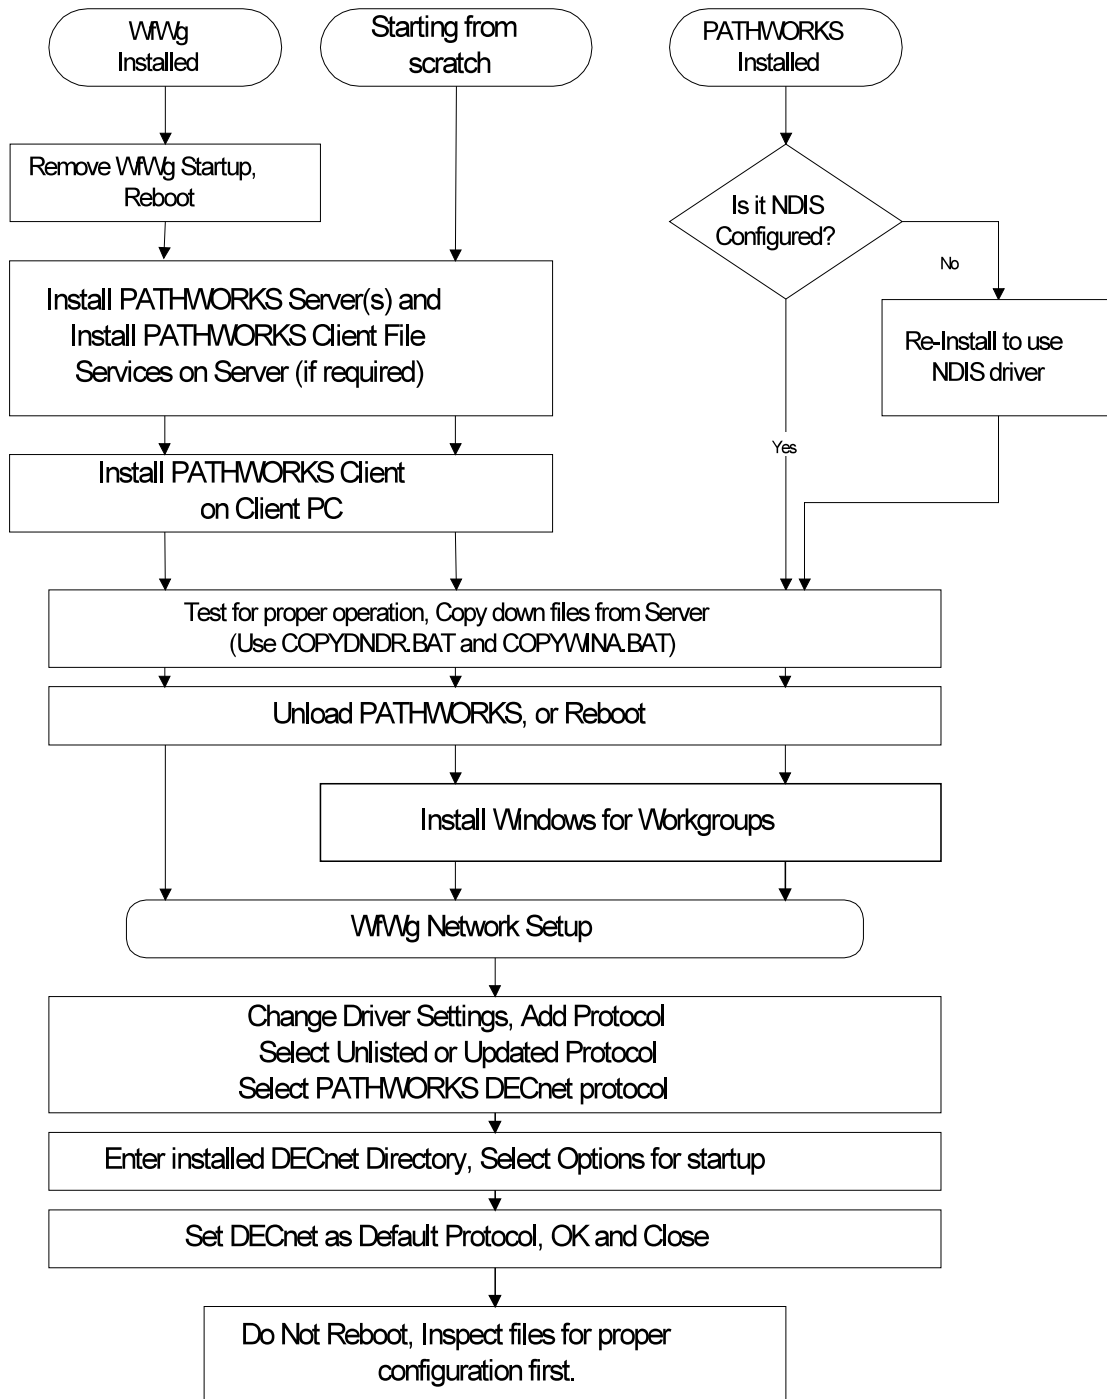 WfWg
Installed
Starting from
scratch
PATHWORKS
Installed
Remove WfWg Startup,
Reboot
Is it NDIS
Configured?
No
Install PATHWORKS Server(s) and
Install PATHWORKS Client File
Services on Server (if required)
Re-Install to use
NDIS driver
Yes
Install PATHWORKS Client
on Client PC
Test for proper operation, Copy down files from Server
(Use COPYDNDR.BAT and COPYWINA.BAT)
Unload PATHWORKS, or Reboot
Install Windows for Workgroups
WfWg Network Setup
Change Driver Settings, Add Protocol
Select Unlisted or Updated Protocol
Select PATHWORKS DECnet protocol
Enter installed DECnet Directory, Select Options for startup
Set DECnet as Default Protocol, OK and Close
Do Not Reboot, Inspect files for proper
configuration first.